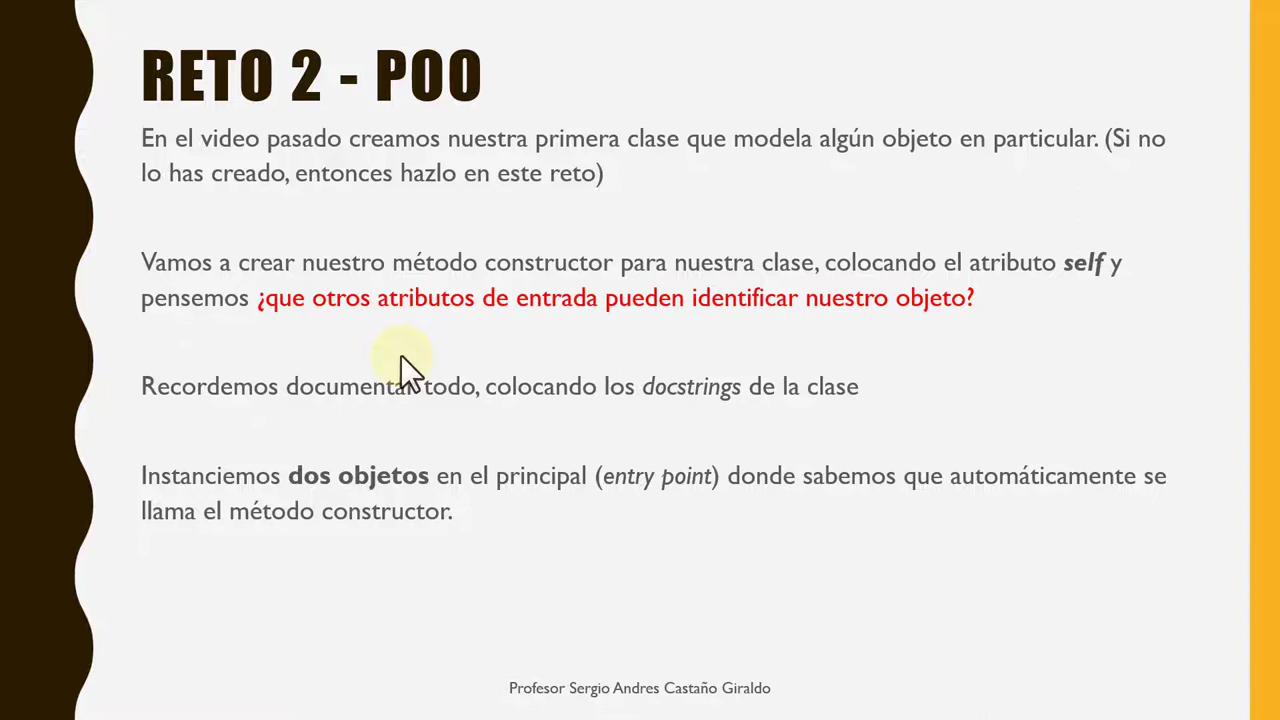 RETO 2 - POO
En el video pasado creamos nuestra primera clase que modela algún objeto en particular. (Si no
lo has creado, entonces hazlo en este reto)
Vamos a crear nuestro método constructor para nuestra clase, colocando el atributo self y
pensemos ¿que otros atributos de entrada pueden identificar nuestro objeto?
Recordemos documentar todo, colocando los docstrings de la clase
Instanciemos dos objetos en el principal (entry point) donde sabemos que automáticamente se
llama el método constructor.
Profesor Sergio Andres Castaño Giraldo